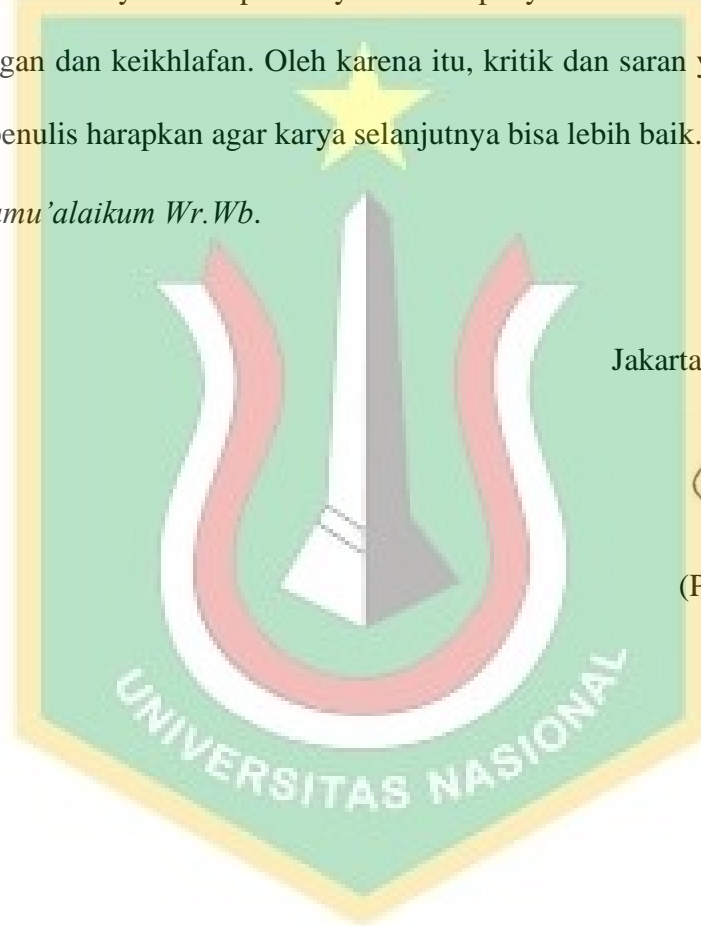 gan dan keikhlafan. Oleh karena itu, kritik dan saran
penulis harapkan agar karya selanjutnya bisa lebih baik.
amu'alaikum Wr.Wb.
Jakarta
(P
UNIVERSITAS NASIONAL